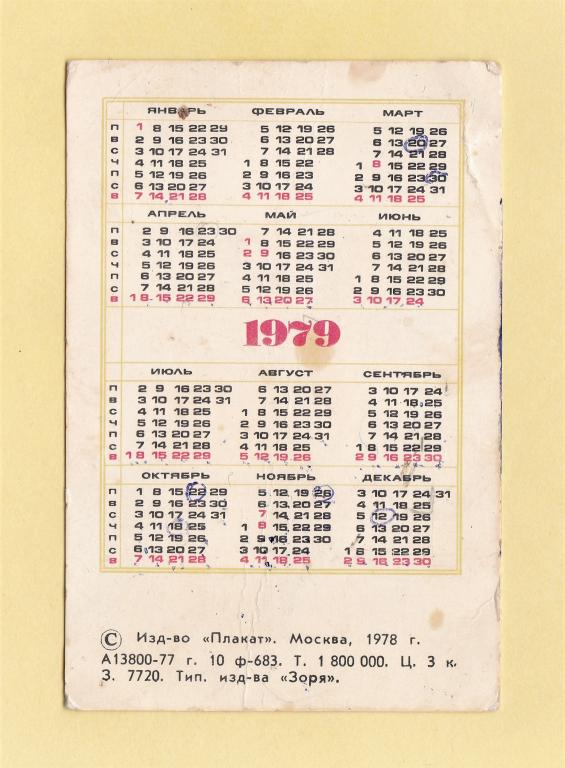 ЯНВАРЬ ФЕВРАЛЬ МАРТ
П 1 8 15 22 29 5 12 19 26 5 12 19 26
В 2 9 16 23 30 6 13 20 27 6 13 20 27
С 3 10 17 24 31 7 14 21 28 7 14 21 28
Ч 4 11 18 25 1 8 15 22 1 8 15 22 29
П 5 12 19 26 2 9 16 23 2 9 16 23 30
С 6 13 20 27 3 10 17 24 3 10 17 24 31
В 7 14 21 28 4 11 18 25 4 11 18 25
АПРЕЛЬ МАЙ ИЮНЬ
П 2 9 16 23 30 7 14 21 28 4 11 18 25
В 3 10 17 24 1 8 15 22 29 5 12 19 26
С 4 11 18 25 2 9 16 23 30 6 13 20 27
Ч 5 12 19 26 3 10 17 24 31 7 14 21 28
П 6 13 20 27 4 11 18 25 1 8 15 22 29
С 7 14 21 28 5 12 19 26 2 9 16 23 30
В 1 8 15 22 29 6 13 20 27 3 10 17 24
1979
ИЮЛЬ АВГУСТ СЕНТЯБРЬ
П 2 9 16 23 30 6 13 20 27 3 10 17 24
В 3 10 17 24 31 7 14 21 28 4 11 18 25
С 4 11 18 25 1 8 15 22 29 5 12 19 26
Ч 5 12 19 26 2 9 16 23 30 6 13 20 27
П 6 13 20 27 3 10 17 24 31 7 14 21 28
С 7 14 21 28 4 11 18 25 1 8 15 22 29
В 1 8 15 22 29 5 12 19 26 2 9 16 23 30
ОКТЯБРЬ НОЯБРЬ ДЕКАБРЬ
П 1 8 15 22 29 5 12 19 26 3 10 17 24 31
В 2 9 16 23 30 6 13 20 27 4 11 18 25
С 3 10 17 24 31 7 14 21 28 5 12 19 26
Ч 4 11 18 25 1 8 15 22 29 6 13 20 27
П 5 12 19 26 2 9 16 23 30 7 14 21 28
С 6 13 20 27 3 10 17 24 1 8 15 22 29
В 7 14 21 28 4 11 18 25 2 9 16 23 30
© Изд-во «Плакат». Москва, 1978 г.
А13800-77 г. 10 ф-683. Т. 1 800 000. Ц. 3 к.
З. 7720. Тип. изд-ва «Зоря».